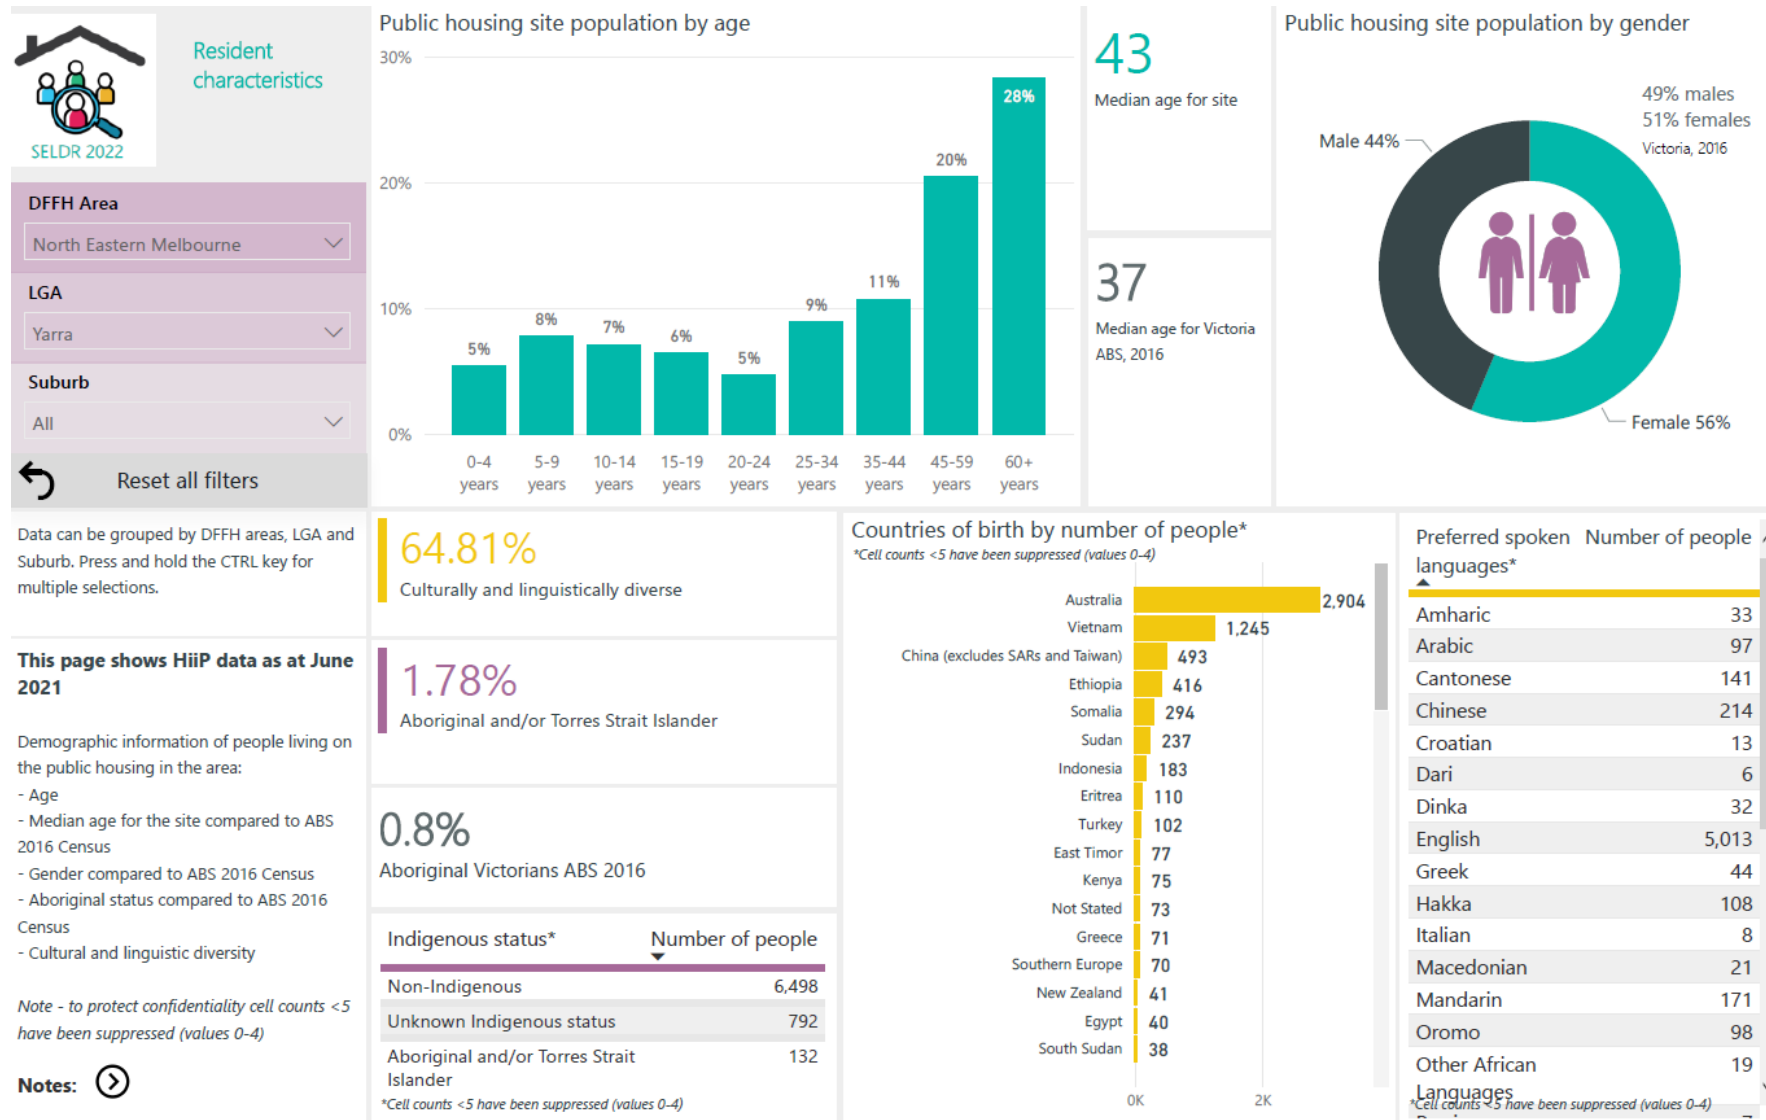 SELDR 2022
Resident
characteristics
DFFH Area
North Eastern Melbourne
LGA
Yarra
Suburb
All
Reset all filters
Data can be grouped by DFFH areas, LGA and
Suburb. Press and hold the CTRL key for
multiple selections.
This page shows HiiP data as at June
2021
Demographic information of people living on
the public housing in the area:
- Age
- Median age for the site compared to ABS
2016 Census
- Gender compared to ABS 2016 Census
- Aboriginal status compared to ABS 2016
Census
- Cultural and linguistic diversity
Note - to protect confidentiality cell counts <5
have been suppressed (values 0-4)
Notes:
Public housing site population by age
30%
20%
10%
0%
5%
8%
7%
6%
5%
9%
11%
20%
28%
0-4 years
5-9 years
10-14 years
15-19 years
20-24 years
25-34 years
35-44 years
45-59 years
60+ years
43
Median age for site
37
Median age for Victoria
ABS, 2016
Public housing site population by gender
49% males
51% females
Victoria, 2016
Male 44%
Female 56%
64.81%
Culturally and linguistically diverse
1.78%
Aboriginal and/or Torres Strait Islander
0.8%
Aboriginal Victorians ABS 2016
Indigenous status* Number of people
Non-Indigenous 6,498
Unknown Indigenous status 792
Aboriginal and/or Torres Strait 132
Islander
*Cell counts <5 have been suppressed (values 0-4)
Countries of birth by number of people*
*Cell counts <5 have been suppressed (values 0-4)
Australia 2,904
Vietnam 1,245
China (excludes SARs and Taiwan) 493
Ethiopia 416
Somalia 294
Sudan 237
Indonesia 183
Eritrea 110
Turkey 102
East Timor 77
Kenya 75
Not Stated 73
Greece 71
Southern Europe 70
New Zealand 41
Egypt 40
South Sudan 38
0K 2K
Preferred spoken Number of people
languages*
Amharic 33
Arabic 97
Cantonese 141
Chinese 214
Croatian 13
Dari 6
Dinka 32
English 5,013
Greek 44
Hakka 108
Italian 8
Macedonian 21
Mandarin 171
Oromo 98
Other African 19
Languages
*Cell counts <5 have been suppressed (values 0-4)